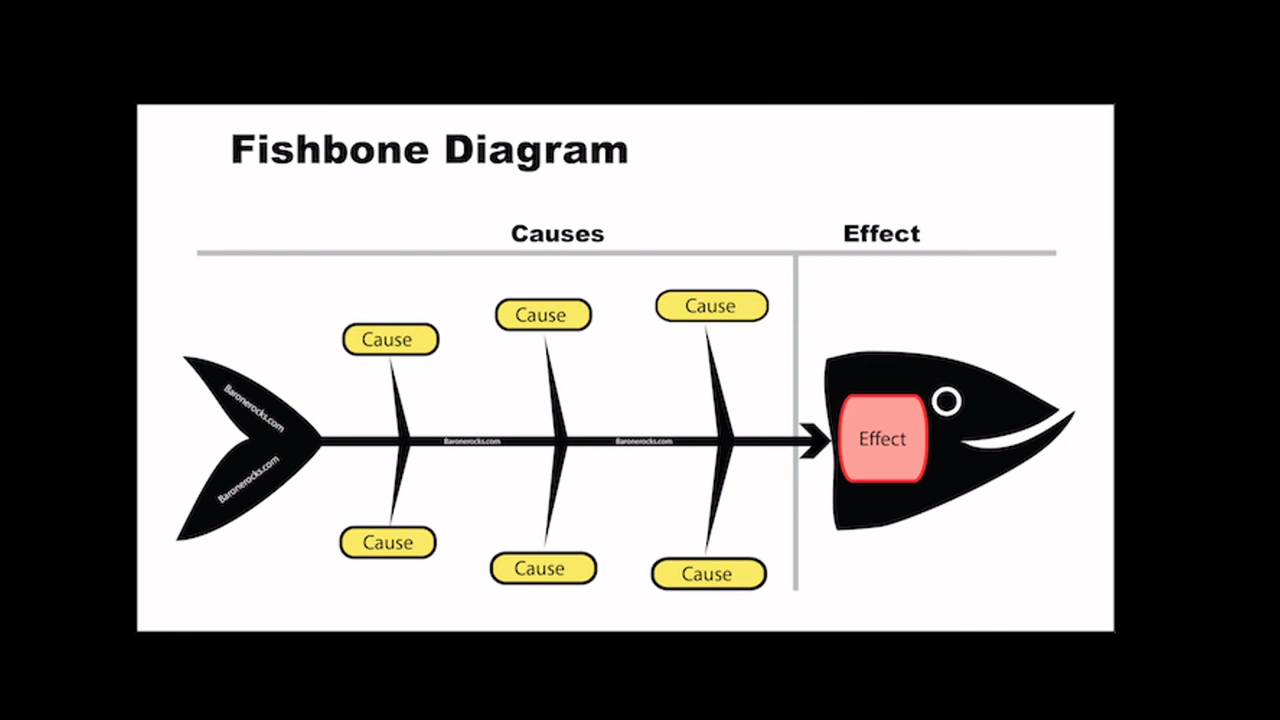 Fishbone Diagram
Causes
Effect
Cause
Cause
Cause
Baronerocks.com
Baronerocks.com
Baronerocks.com
Effect
Baronerocks.com
Cause
Cause
Cause